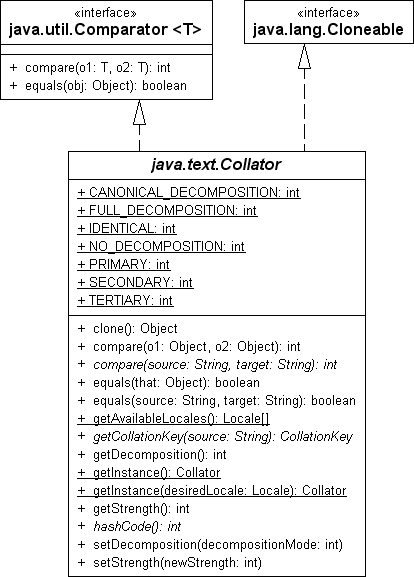 «interface»
java.util.Comparator <T>
+ compare(o1: T, o2: T): int
+ equals(obj: Object): boolean
«interface»
java.lang.Cloneable
java.text.Collator
+ CANONICAL_DECOMPOSITION: int
+ FULL_DECOMPOSITION: int
+ IDENTICAL: int
+ NO_DECOMPOSITION: int
+ PRIMARY: int
+ SECONDARY: int
+ TERTIARY: int
+ clone(): Object
+ compare(o1: Object, o2: Object): int
+ compare(source: String, target: String): int
+ equals(that: Object): boolean
+ equals(source: String, target: String): boolean
+ getAvailableLocales(): Locale[]
+ getCollationKey(source: String): CollationKey
+ getDecomposition(): int
+ getInstance(): Collator
+ getInstance(desiredLocale: Locale): Collator
+ getStrength(): int
+ hashCode(): int
+ setDecomposition(decompositionMode: int)
+ setStrength(newStrength: int)